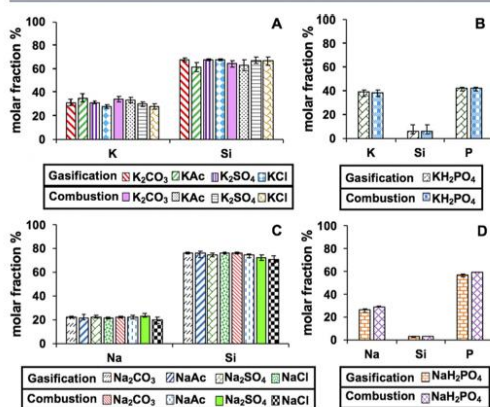 A
molar fraction %
100
80
60
40
20
0
K
Si
Gasification K₂CO₃ KAc K₂SO₄ KCl
Combustion K₂CO₃ KAc K₂SO₄ KCl
B
100
80
60
40
20
0
K
Si
P
Gasification KH₂PO₄
Combustion KH₂PO₄
C
molar fraction %
100
80
60
40
20
0
Na
Si
Gasification Na₂CO₃ NaAc Na₂SO₄ NaCl
Combustion Na₂CO₃ NaAc Na₂SO₄ NaCl
D
molar fraction %
100
80
60
40
20
0
Na
Si
P
Gasification NaH₂PO₄
Combustion NaH₂PO₄